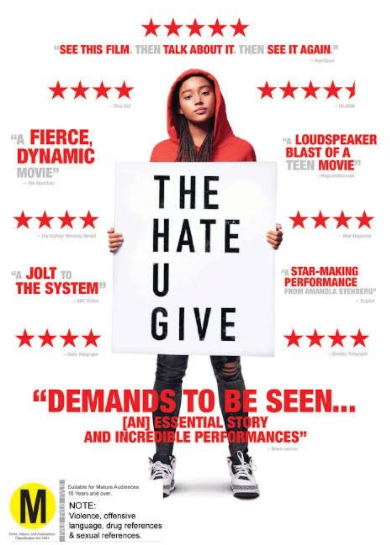 ★★★★★
"SEE THIS FILM. THEN TALK ABOUT IT. THEN SEE IT AGAIN."
★★★★
★★★★
"A FIERCE,
DYNAMIC
MOVIE"
"A LOUDSPEAKER
BLAST OF A
TEEN MOVIE"
THE
HATE
U
GIVE
★★★★
★★★★
"A JOLT TO
THE SYSTEM"
"A STAR-MAKING
PERFORMANCE
FROM AMANDLA STENBERG"
★★★★
★★★★
"DEMANDS TO BE SEEN...
[AN] ESSENTIAL STORY
AND INCREDIBLE PERFORMANCES"
M
Suitable for Mature Audiences
16 Years and over.
NOTE:
Violence, offensive
language, drug references
& sexual references.